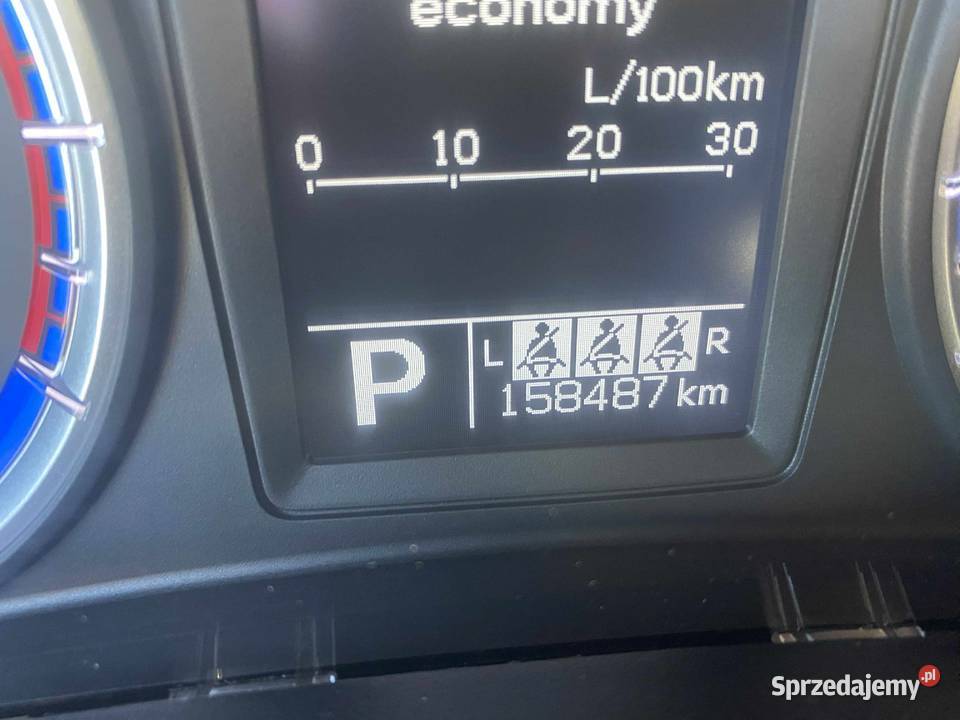 economy
L/100km
0 10 20 30
P
L R
158487 km
Sprzedajemy.pl